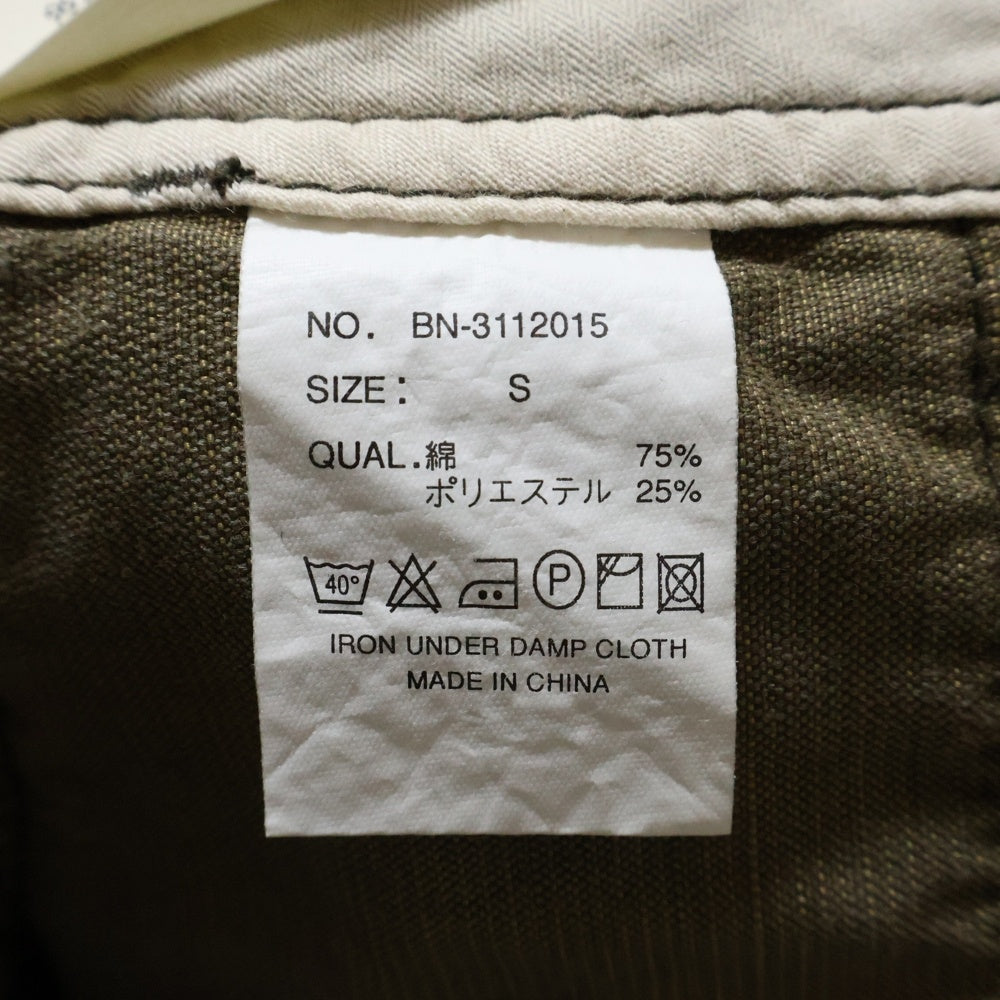 NO. BN-3112015
SIZE: S
QUAL.綿 75%
ポリエステル 25%
40° P
IRON UNDER DAMP CLOTH
MADE IN CHINA